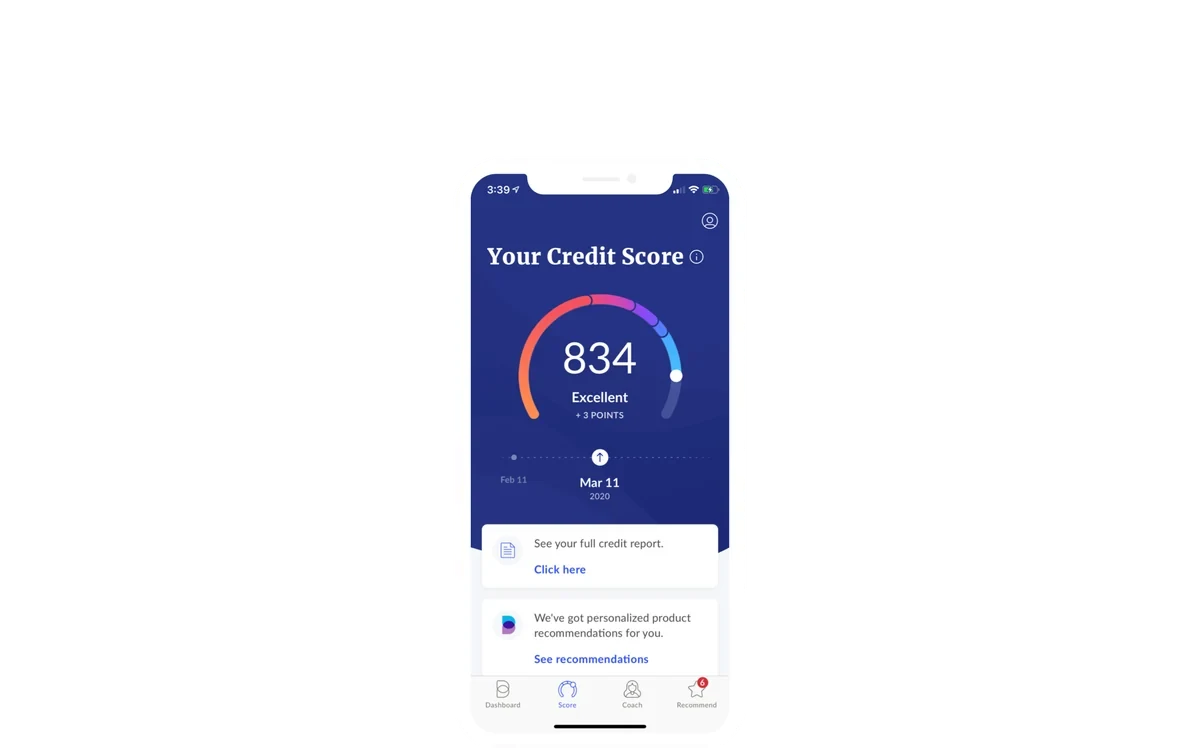 3:39
Your Credit Score
834
Excellent
+ 3 POINTS
Feb 11
Mar 11
2020
See your full credit report.
Click here
We've got personalized product
recommendations for you.
See recommendations
6
Dashboard
Score
Coach
Recommend